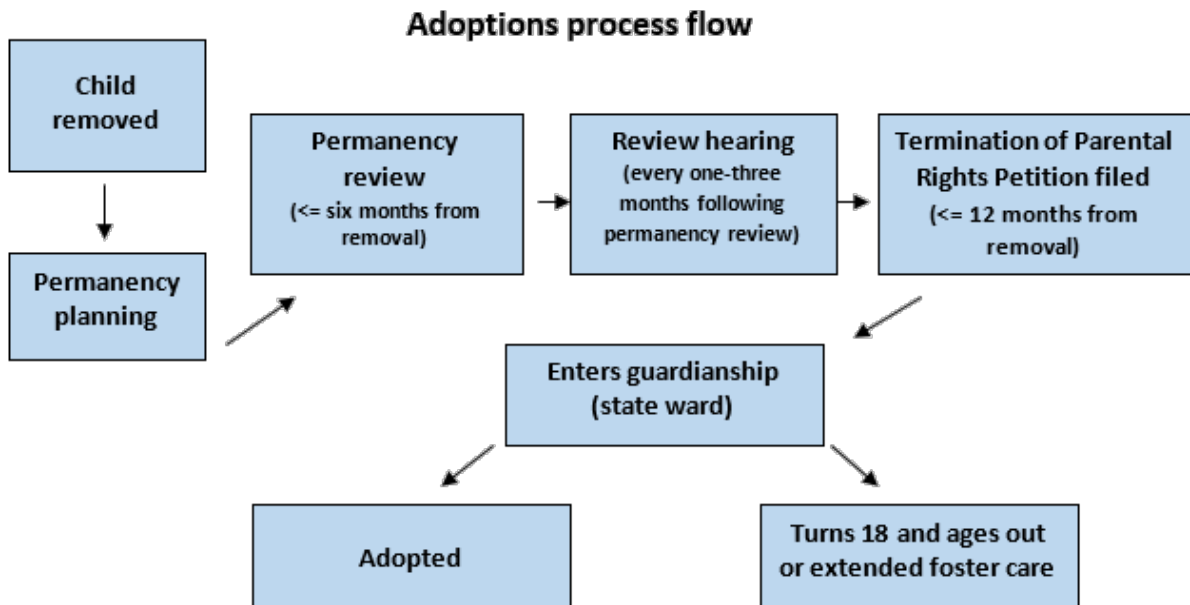 Adoptions process flow
Child
removed
Permanency
planning
Permanency
review
(<= six months from
removal)
Review hearing
(every one-three
months following
permanency review)
Termination of Parental
Rights Petition filed
(<= 12 months from
removal)
Enters guardianship
(state ward)
Adopted
Turns 18 and ages out
or extended foster care